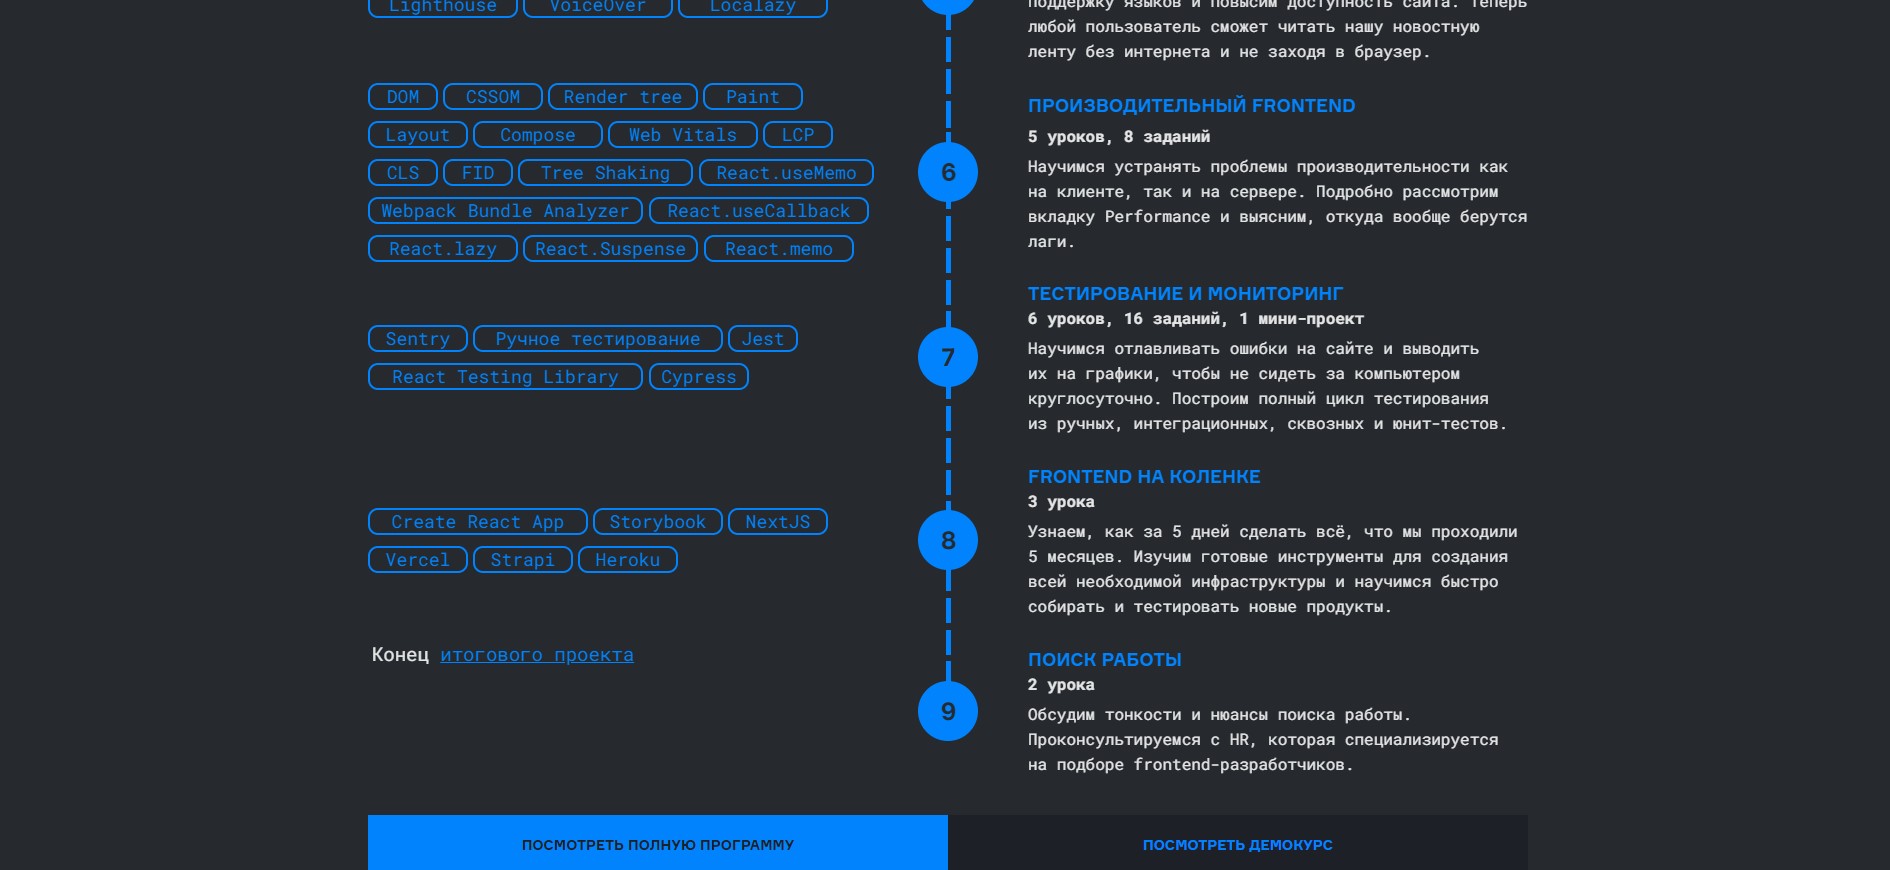 Lighthouse VoiceOver Localazy
поддержку языков и повысим доступность сайта. Теперь
любой пользователь сможет читать нашу новостную
ленту без интернета и не заходя в браузер.
DOM CSSOM Render tree Paint
Layout Compose Web Vitals LCP
CLS FID Tree Shaking React.useMemo
Webpack Bundle Analyzer React.useCallback
React.lazy React.Suspense React.memo
6
ПРОИЗВОДИТЕЛЬНЫЙ FRONTEND
5 уроков, 8 заданий
Научимся устранять проблемы производительности как
на клиенте, так и на сервере. Подробно рассмотрим
вкладку Performance и выясним, откуда вообще берутся
лаги.
Sentry Ручное тестирование Jest
React Testing Library Cypress
7
ТЕСТИРОВАНИЕ И МОНИТОРИНГ
6 уроков, 16 заданий, 1 мини-проект
Научимся отлавливать ошибки на сайте и выводить
их на графики, чтобы не сидеть за компьютером
круглосуточно. Построим полный цикл тестирования
из ручных, интеграционных, сквозных и юнит-тестов.
Create React App Storybook NextJS
Vercel Strapi Heroku
8
FRONTEND НА КОЛЕНКЕ
3 урока
Узнаем, как за 5 дней сделать всё, что мы проходили
5 месяцев. Изучим готовые инструменты для создания
всей необходимой инфраструктуры и научимся быстро
собирать и тестировать новые продукты.
Конец итогового проекта
9
ПОИСК РАБОТЫ
2 урока
Обсудим тонкости и нюансы поиска работы.
Проконсультируемся с HR, которая специализируется
на подборе frontend-разработчиков.
ПОСМОТРЕТЬ ПОЛНУЮ ПРОГРАММУ
ПОСМОТРЕТЬ ДЕМОКУРС